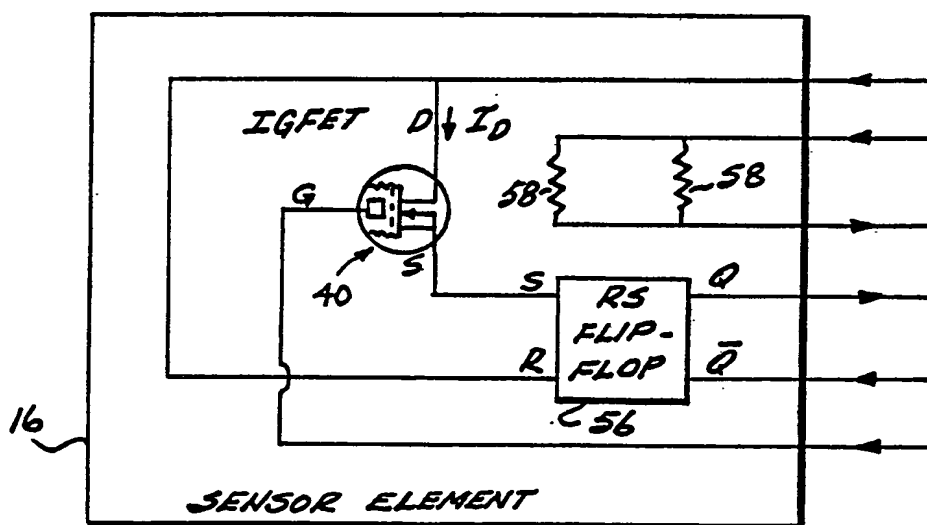 IGFET D I_D
G
58 58
S
40
S RS FLIP-FLOP Q
R Q̅
56
16
SENSOR ELEMENT